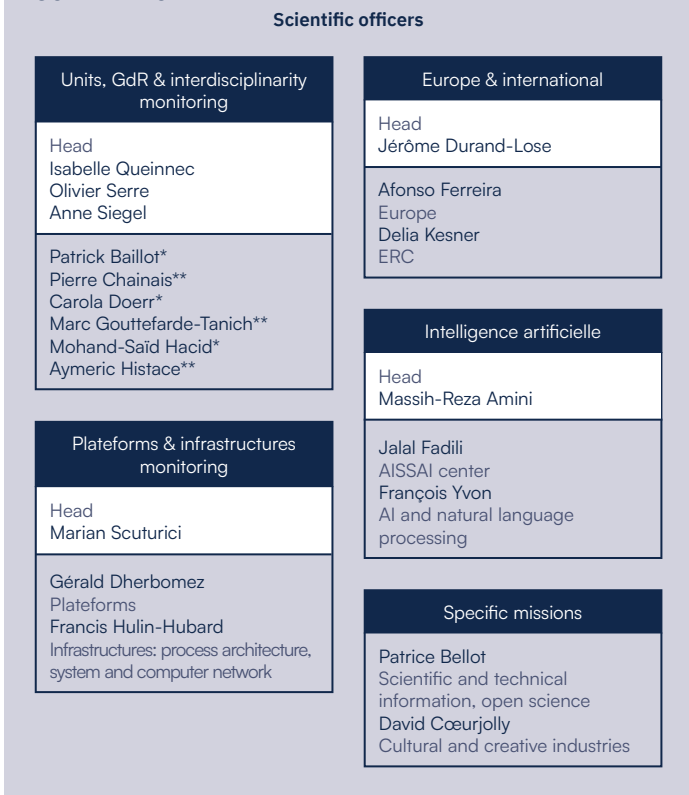 Scientific officers
Units, GdR & interdisciplinarity
monitoring
Head
Isabelle Queinnec
Olivier Serre
Anne Siegel
Patrick Baillot*
Pierre Chainais**
Carola Doerr*
Marc Gouttefarde-Tanich**
Mohand-Saïd Hacid*
Aymeric Histace**
Plateforms & infrastructures
monitoring
Head
Marian Scuturici
Gérald Dherbomez
Plateforms
Francis Hulin-Hubard
Infrastructures: process architecture,
system and computer network
Europe & international
Head
Jérôme Durand-Lose
Afonso Ferreira
Europe
Delia Kesner
ERC
Intelligence artificielle
Head
Massih-Reza Amini
Jalal Fadili
AISSAI center
François Yvon
AI and natural language
processing
Specific missions
Patrice Bellot
Scientific and technical
information, open science
David Cœurjolly
Cultural and creative industries